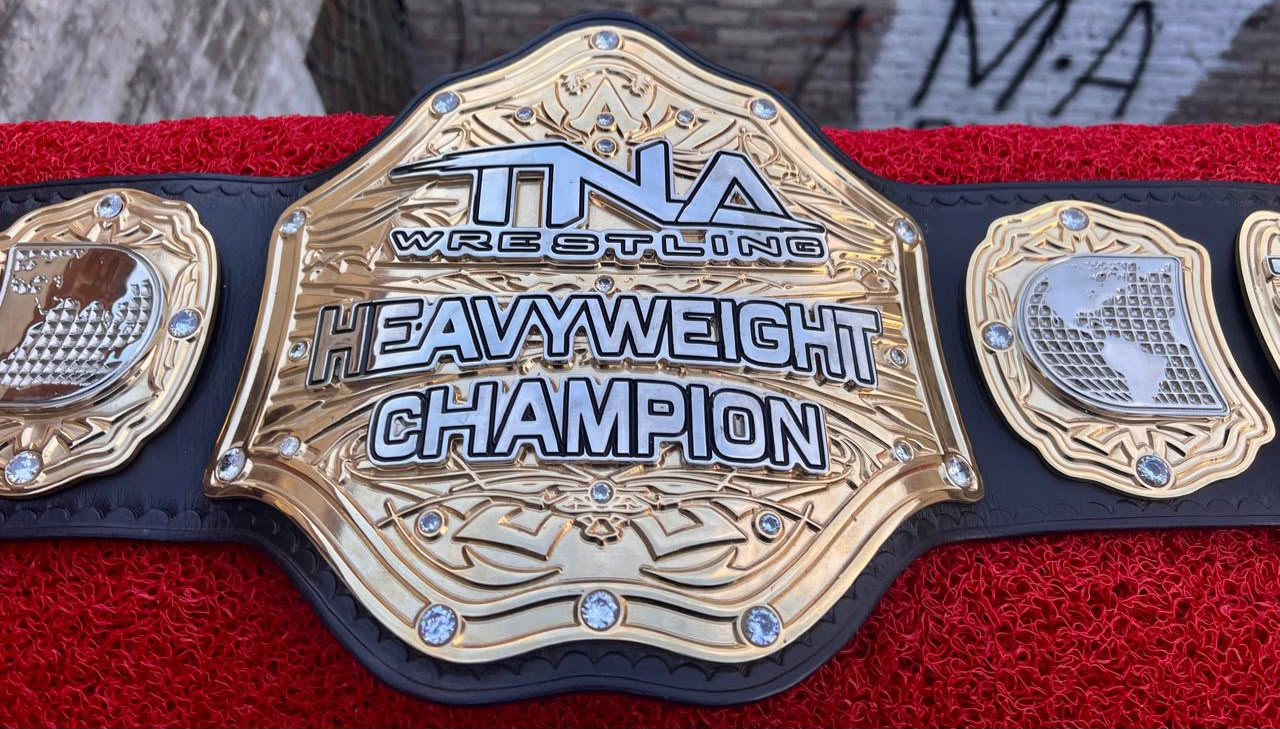 M.A
TNA
WRESTLING
HEAVYWEIGHT
CHAMPION